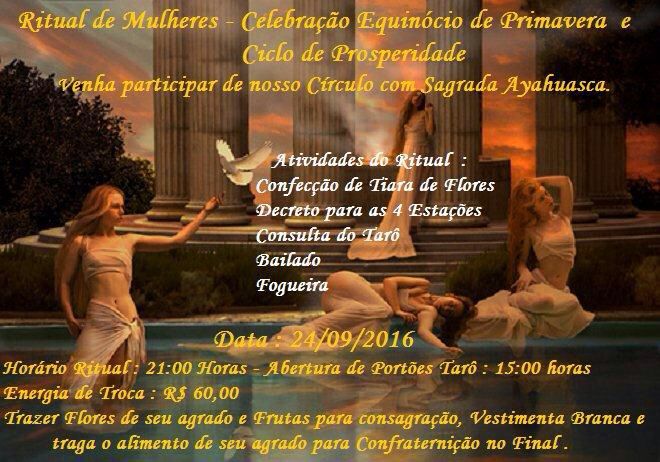 Ritual de Mulheres - Celebração Equinócio de Primavera e
Ciclo de Prosperidade
Venha participar de nosso Círculo com Sagrada Ayahuasca.
Atividades do Ritual :
Confecção de Tiara de Flores
Decreto para as 4 Estações
Consulta do Tarô
Bailado
Fogueira
Data : 24/09/2016
Horário Ritual : 21:00 Horas - Abertura de Portões Tarô : 15:00 horas
Energia de Troca : R$ 60,00
Trazer Flores de seu agrado e Frutas para consagração, Vestimenta Branca e
traga o alimento de seu agrado para Confraternição no Final .